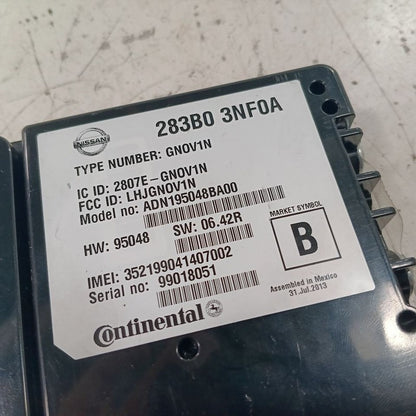 NISSAN
283B0 3NF0A
TYPE NUMBER: GNOV1N
IC ID: 2807E-GNOV1N
FCC ID: LHJGNOV1N
Model no: ADN195048BA00
HW: 95048 SW: 06.42R
MARKET SYMBOL
B
IMEI: 352199041407002
Serial no: 99018051
Assembled in Mexico
31.Jul.2013
Continental